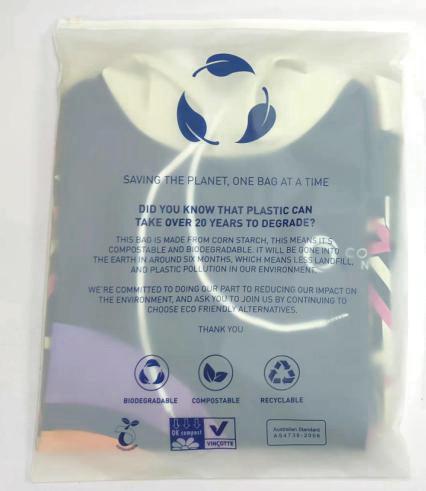 SAVING THE PLANET, ONE BAG AT A TIME
DID YOU KNOW THAT PLASTIC CAN
TAKE OVER 20 YEARS TO DEGRADE?
THIS BAG IS MADE FROM CORN STARCH, THIS MEANS IT'S
COMPOSTABLE AND BIODEGRADABLE. IT WILL BE GONE INTO
THE EARTH IN AROUND SIX MONTHS, WHICH MEANS LESS LANDFILL,
AND PLASTIC POLLUTION IN OUR ENVIRONMENT.
WE'RE COMMITTED TO DOING OUR PART TO REDUCING OUR IMPACT ON
THE ENVIRONMENT, AND ASK YOU TO JOIN US BY CONTINUING TO
CHOOSE ECO FRIENDLY ALTERNATIVES.
THANK YOU
BIODEGRADABLE COMPOSTABLE RECYCLABLE
OK compost
VINÇOTTE
Australian Standard
AS4736-2006